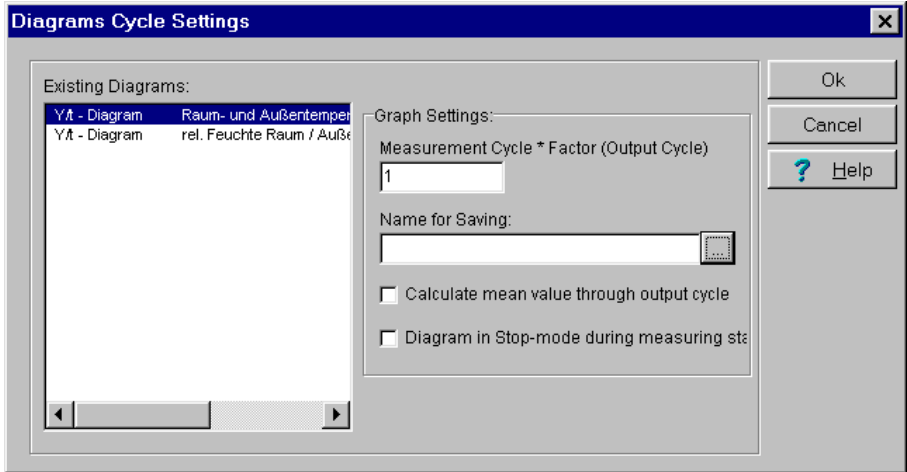 Diagrams Cycle Settings
Existing Diagrams:
Y/t - Diagram Raum- und Außentemper
Y/t - Diagram rel. Feuchte Raum / Auße
Graph Settings:
Measurement Cycle * Factor (Output Cycle)
1
Name for Saving:
...
Calculate mean value through output cycle
Diagram in Stop-mode during measuring sta
Ok
Cancel
? Help